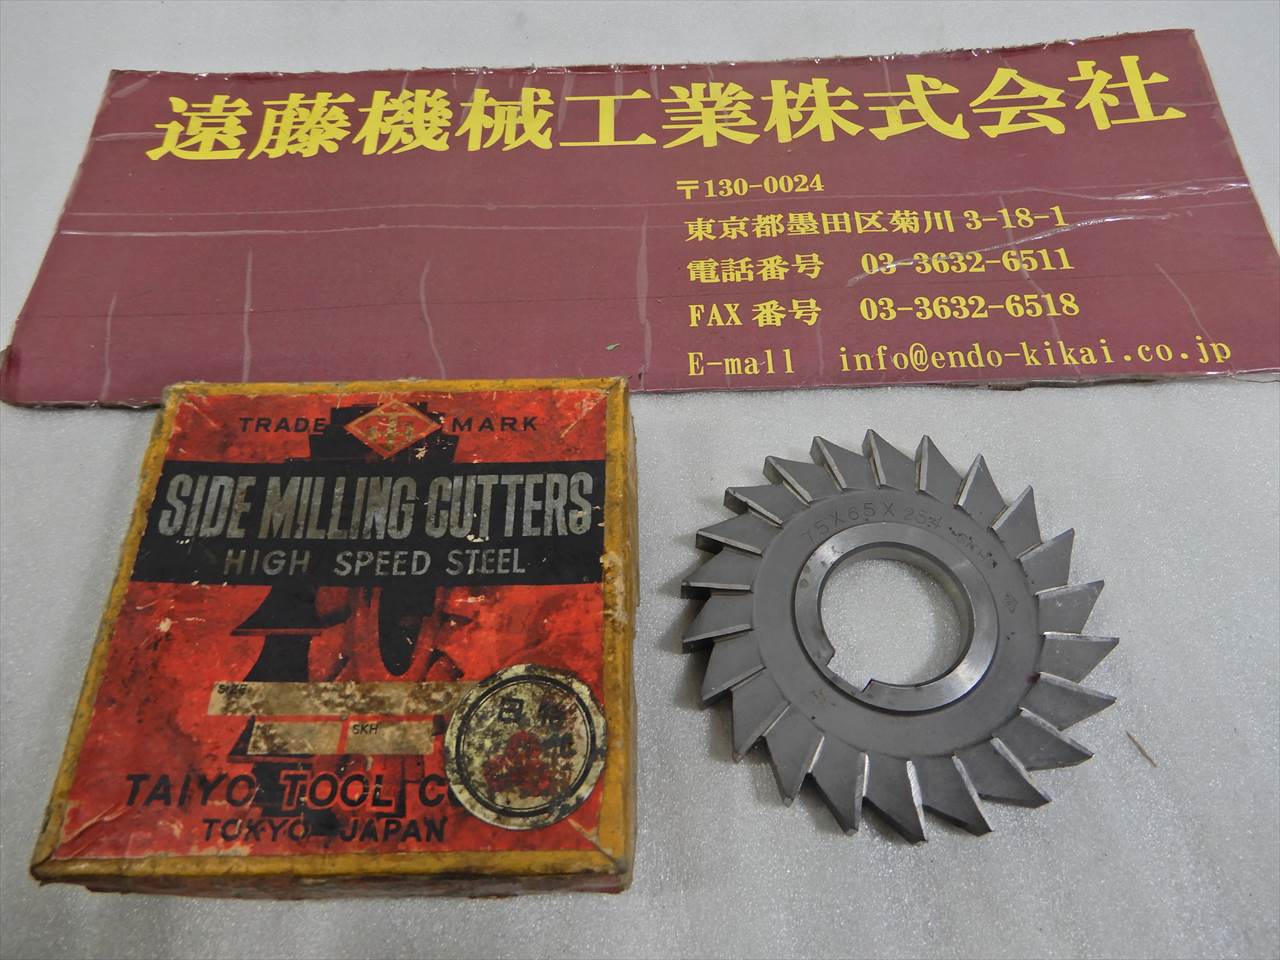 遠藤機械工業株式会社
〒130-0024
東京都墨田区菊川 3-18-1
電話番号 03-3632-6511
FAX 番号 03-3632-6518
E-mall info@endo-kikai.co.jp
TRADE MARK
SIDE MILLING CUTTERS
HIGH SPEED STEEL
SIZE
SKH
TAIYO TOOL
TOKYO JAPAN
75X6.5X25.4